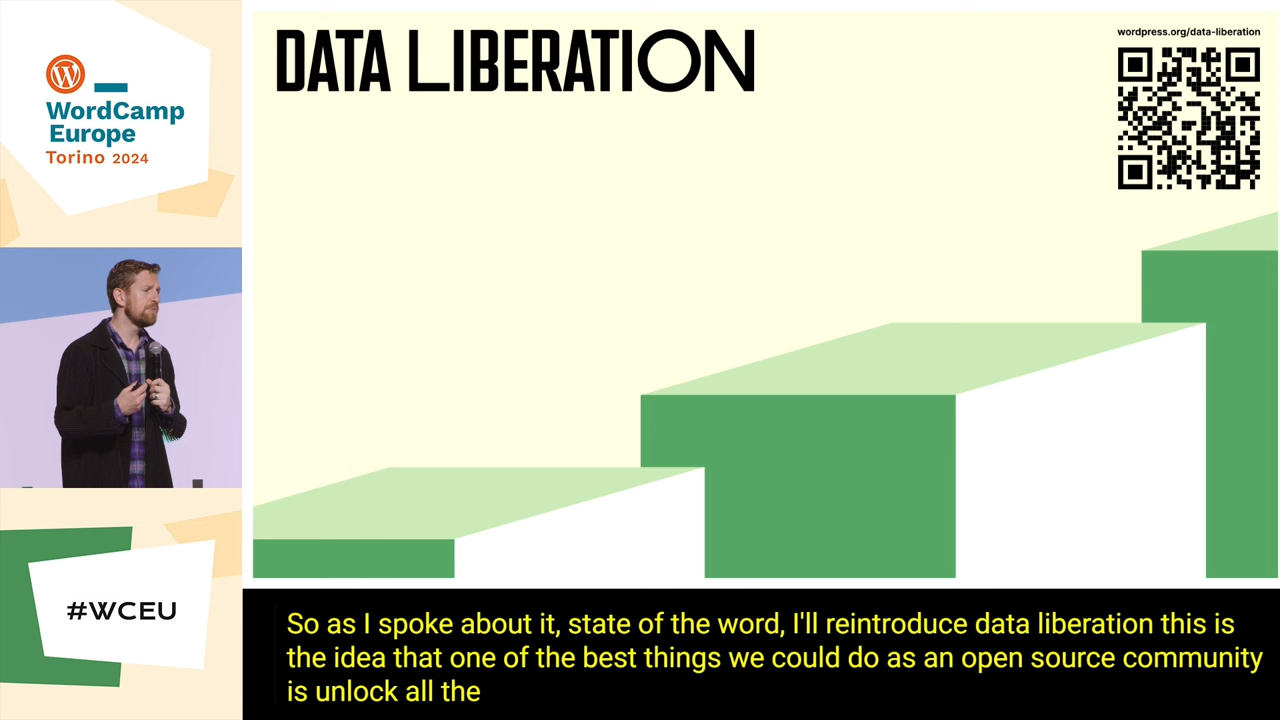 WordCamp
Europe
Torino 2024
#WCEU
DATA LIBERATION
wordpress.org/data-liberation
So as I spoke about it, state of the word, I'll reintroduce data liberation this is
the idea that one of the best things we could do as an open source community
is unlock all the